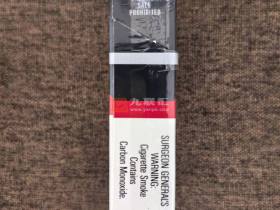 SALE
PROHIBITED
SURGEON GENERAL'S
WARNING:
Cigarette Smoke
Contains
Carbon Monoxide.